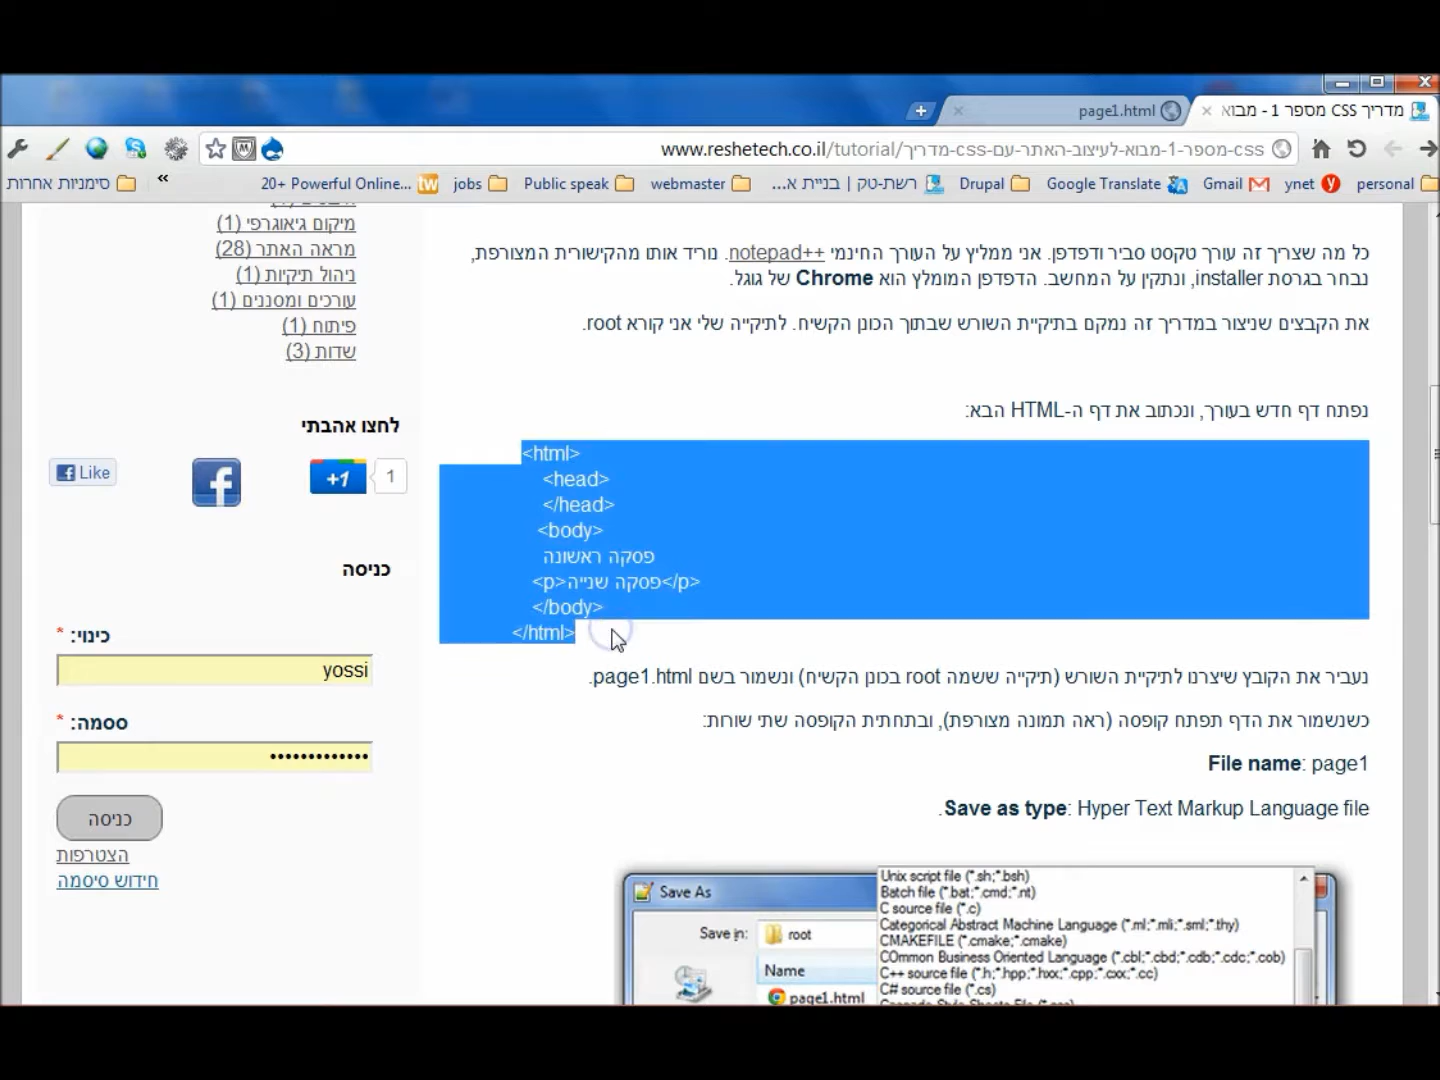 מדריך CSS מספר 1 - מבוא
page1.html
www.reshetech.co.il/tutorial/מדריך-css-מספר-1-מבוא-לעיצוב-האתר-עם-css
personal
ynet
Gmail
Google Translate
Drupal
רשת-טק | בניית א...
webmaster
Public speak
jobs
20+ Powerful Online...
«
סימניות אחרות
מיקום גיאוגרפי (1)
מראה האתר (28)
ניהול תיקיות (1)
עורכים ומסננים (1)
פיתוח (1)
שדות (3)
לחצו אהבתי
+1
1
f
Like
כניסה
כינוי: *
yossi
ססמה: *
•••••••••••••
כניסה
הצטרפות
חידוש סיסמה
כל מה שצריך זה עורך טקסט סביר ודפדפן. אני ממליץ על העורך החינמי notepad++. נוריד אותו מהקישורית המצורפת,
נבחר בגרסת installer, ונתקין על המחשב. הדפדפן המומלץ הוא Chrome של גוגל.
את הקבצים שניצור במדריך זה נמקם בתיקיית השורש שבתוך הכונן הקשיח. לתיקייה שלי אני קורא root.
נפתח דף חדש בעורך, ונכתוב את דף ה-HTML הבא:
<html>
<head>
</head>
<body>
פסקה ראשונה
<p>פסקה שנייה</p>
</body>
</html>
נעביר את הקובץ שיצרנו לתיקיית השורש (תיקייה ששמה root בכונן הקשיח) ונשמור בשם page1.html.
כשנשמור את הדף תפתח קופסה (ראה תמונה מצורפת), ובתחתית הקופסה שתי שורות:
File name: page1
Save as type: Hyper Text Markup Language file.
Save As
Save in:
root
Name
page1.html
Unix script file (*.sh;*.bsh)
Batch file (*.bat;*.cmd;*.nt)
C source file (*.c)
Categorical Abstract Machine Language (*.ml;*.mli;*.sml;*.thy)
CMAKEFILE (*.cmake;*.cmake)
COmmon Business Oriented Language (*.cbl;*.cbd;*.cdb;*.cdc;*.cob)
C++ source file (*.h;*.hpp;*.hxx;*.cpp;*.cxx;*.cc)
C# source file (*.cs)